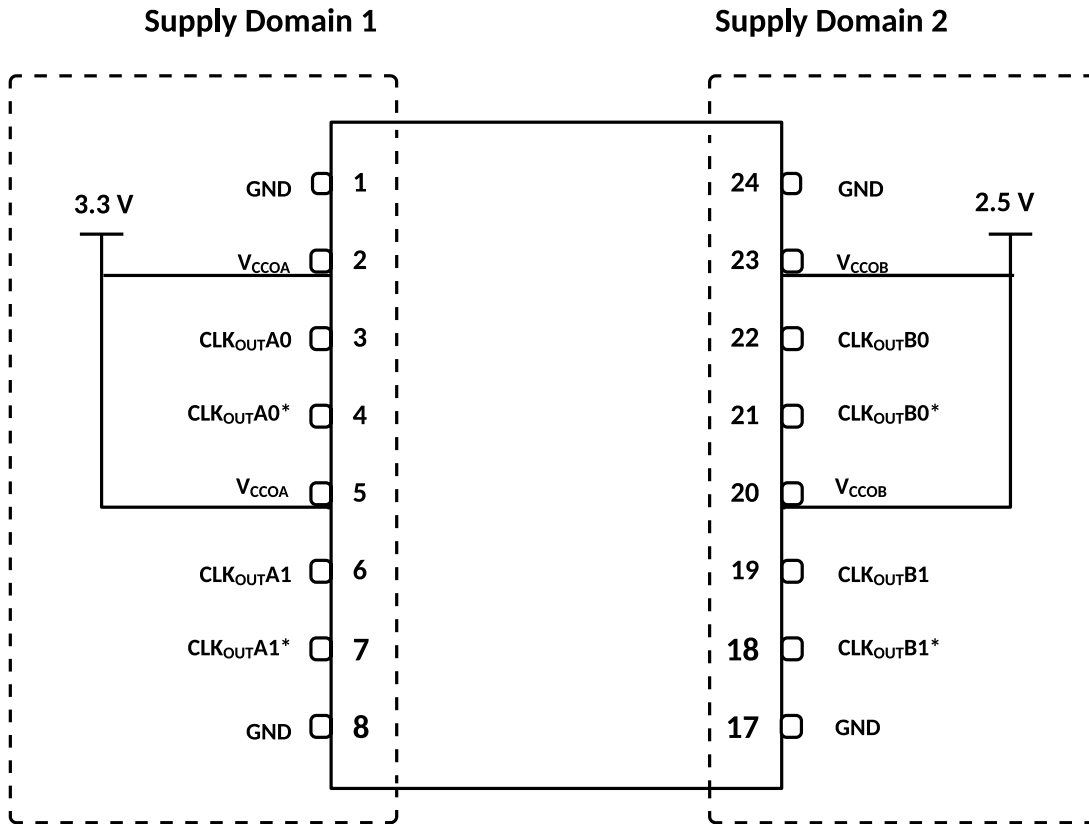 Supply Domain 1
Supply Domain 2
GND 1 24 GND
3.3 V
2.5 V
VCCOA 2 23 VCCOB
CLKOUTA0 3 22 CLKOUTB0
CLKOUTA0* 4 21 CLKOUTB0*
VCCOA 5 20 VCCOB
CLKOUTA1 6 19 CLKOUTB1
CLKOUTA1* 7 18 CLKOUTB1*
GND 8 17 GND